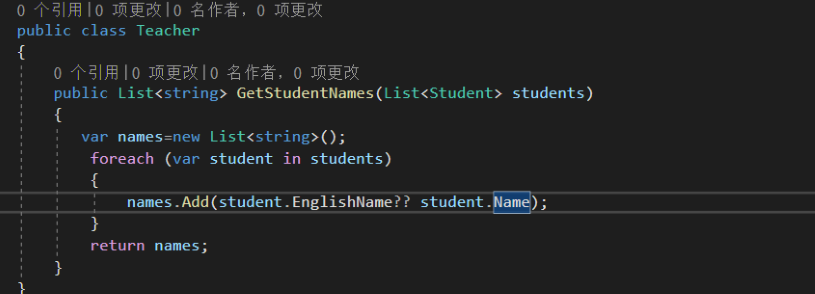 0 个引用|0 项更改|0 名作者, 0 项更改
public class Teacher
{
0 个引用|0 项更改|0 名作者, 0 项更改
public List<string> GetStudentNames(List<Student> students)
{
var names=new List<string>();
foreach (var student in students)
{
names.Add(student.EnglishName?? student.Name);
}
return names;
}
}